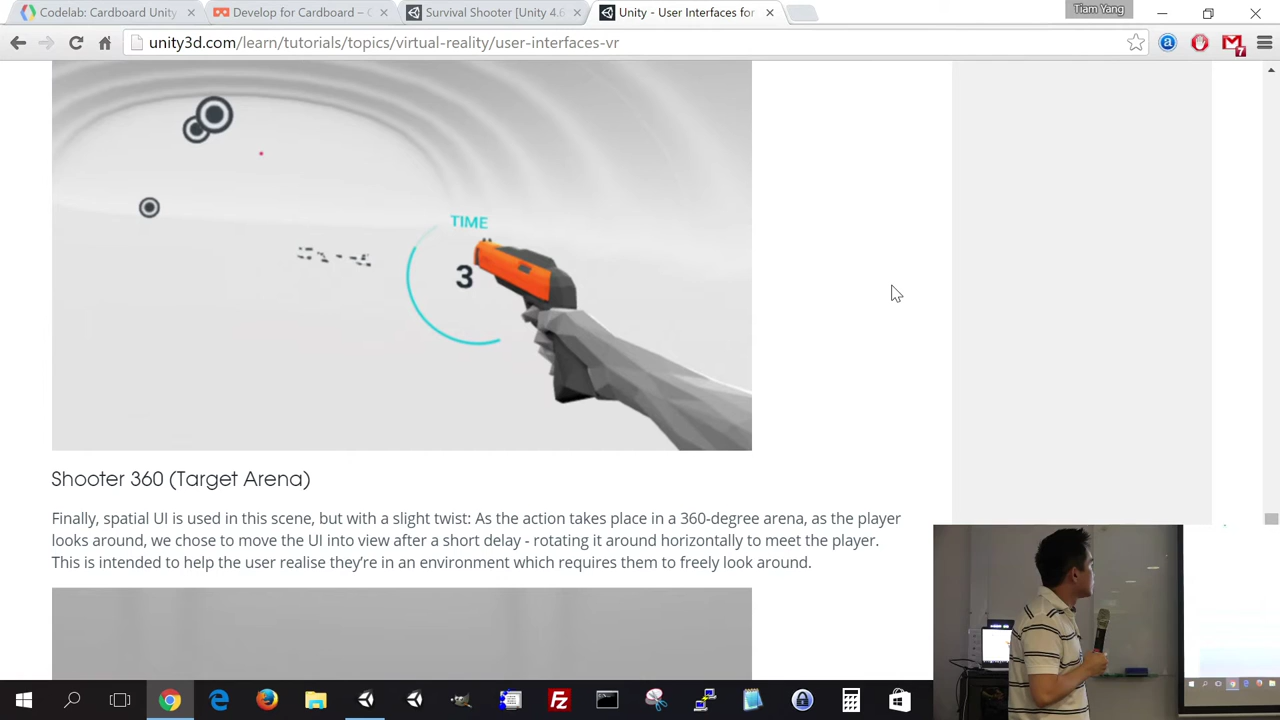 Codelab: Cardboard Unity
Develop for Cardboard –
Survival Shooter [Unity 4.6
Unity - User Interfaces for
Tiam Yang
unity3d.com/learn/tutorials/topics/virtual-reality/user-interfaces-vr
7
TIME
3
Shooter 360 (Target Arena)
Finally, spatial UI is used in this scene, but with a slight twist: As the action takes place in a 360-degree arena, as the player
looks around, we chose to move the UI into view after a short delay - rotating it around horizontally to meet the player.
This is intended to help the user realise they’re in an environment which requires them to freely look around.